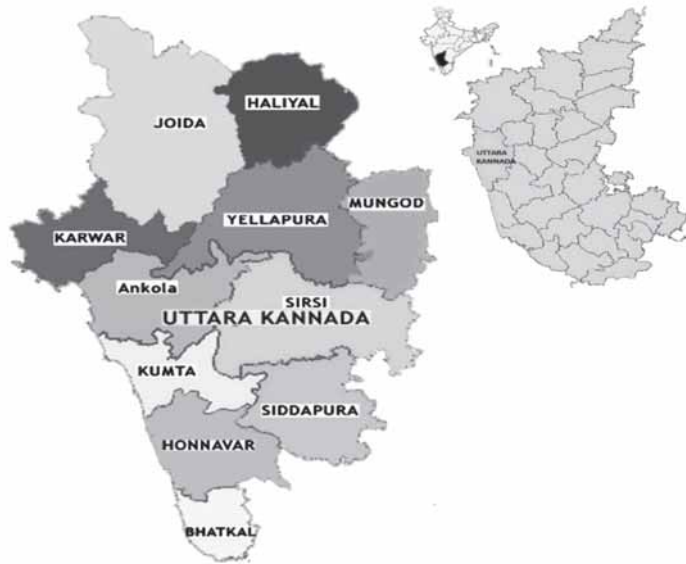 HALIYAL
JOIDA
UTTARA
KANNADA
MUNGOD
YELLAPURA
KARWAR
Ankola
SIRSI
UTTARA KANNADA
KUMTA
SIDDAPURA
HONNAVAR
BHATKAL